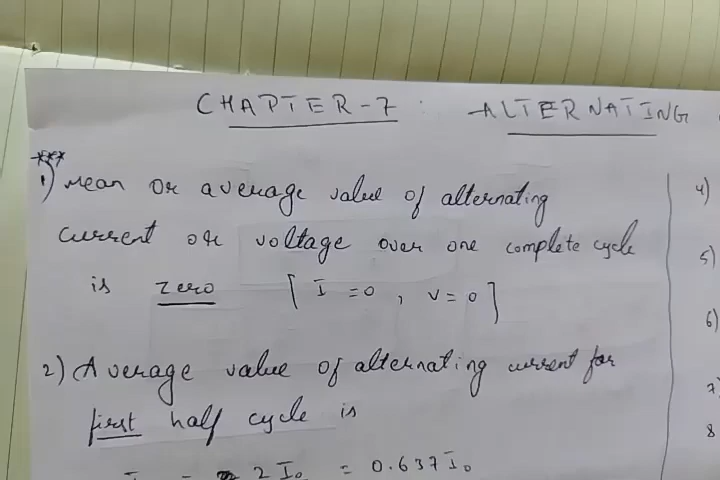 CHAPTER-7 : ALTERNATING
***
1) Mean or average value of alternating
current or voltage over one complete cycle
is zero [I = 0, V = 0]
2) Average value of alternating current for
first half cycle is
= 2I₀ = 0.637 I₀
4)
5)
6)
7)
8